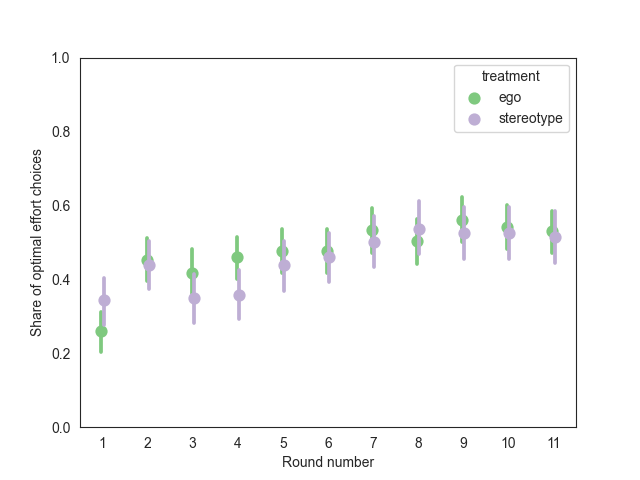 1.0
0.8
0.6
0.4
0.2
0.0
Share of optimal effort choices
treatment
ego
stereotype
1 2 3 4 5 6 7 8 9 10 11
Round number